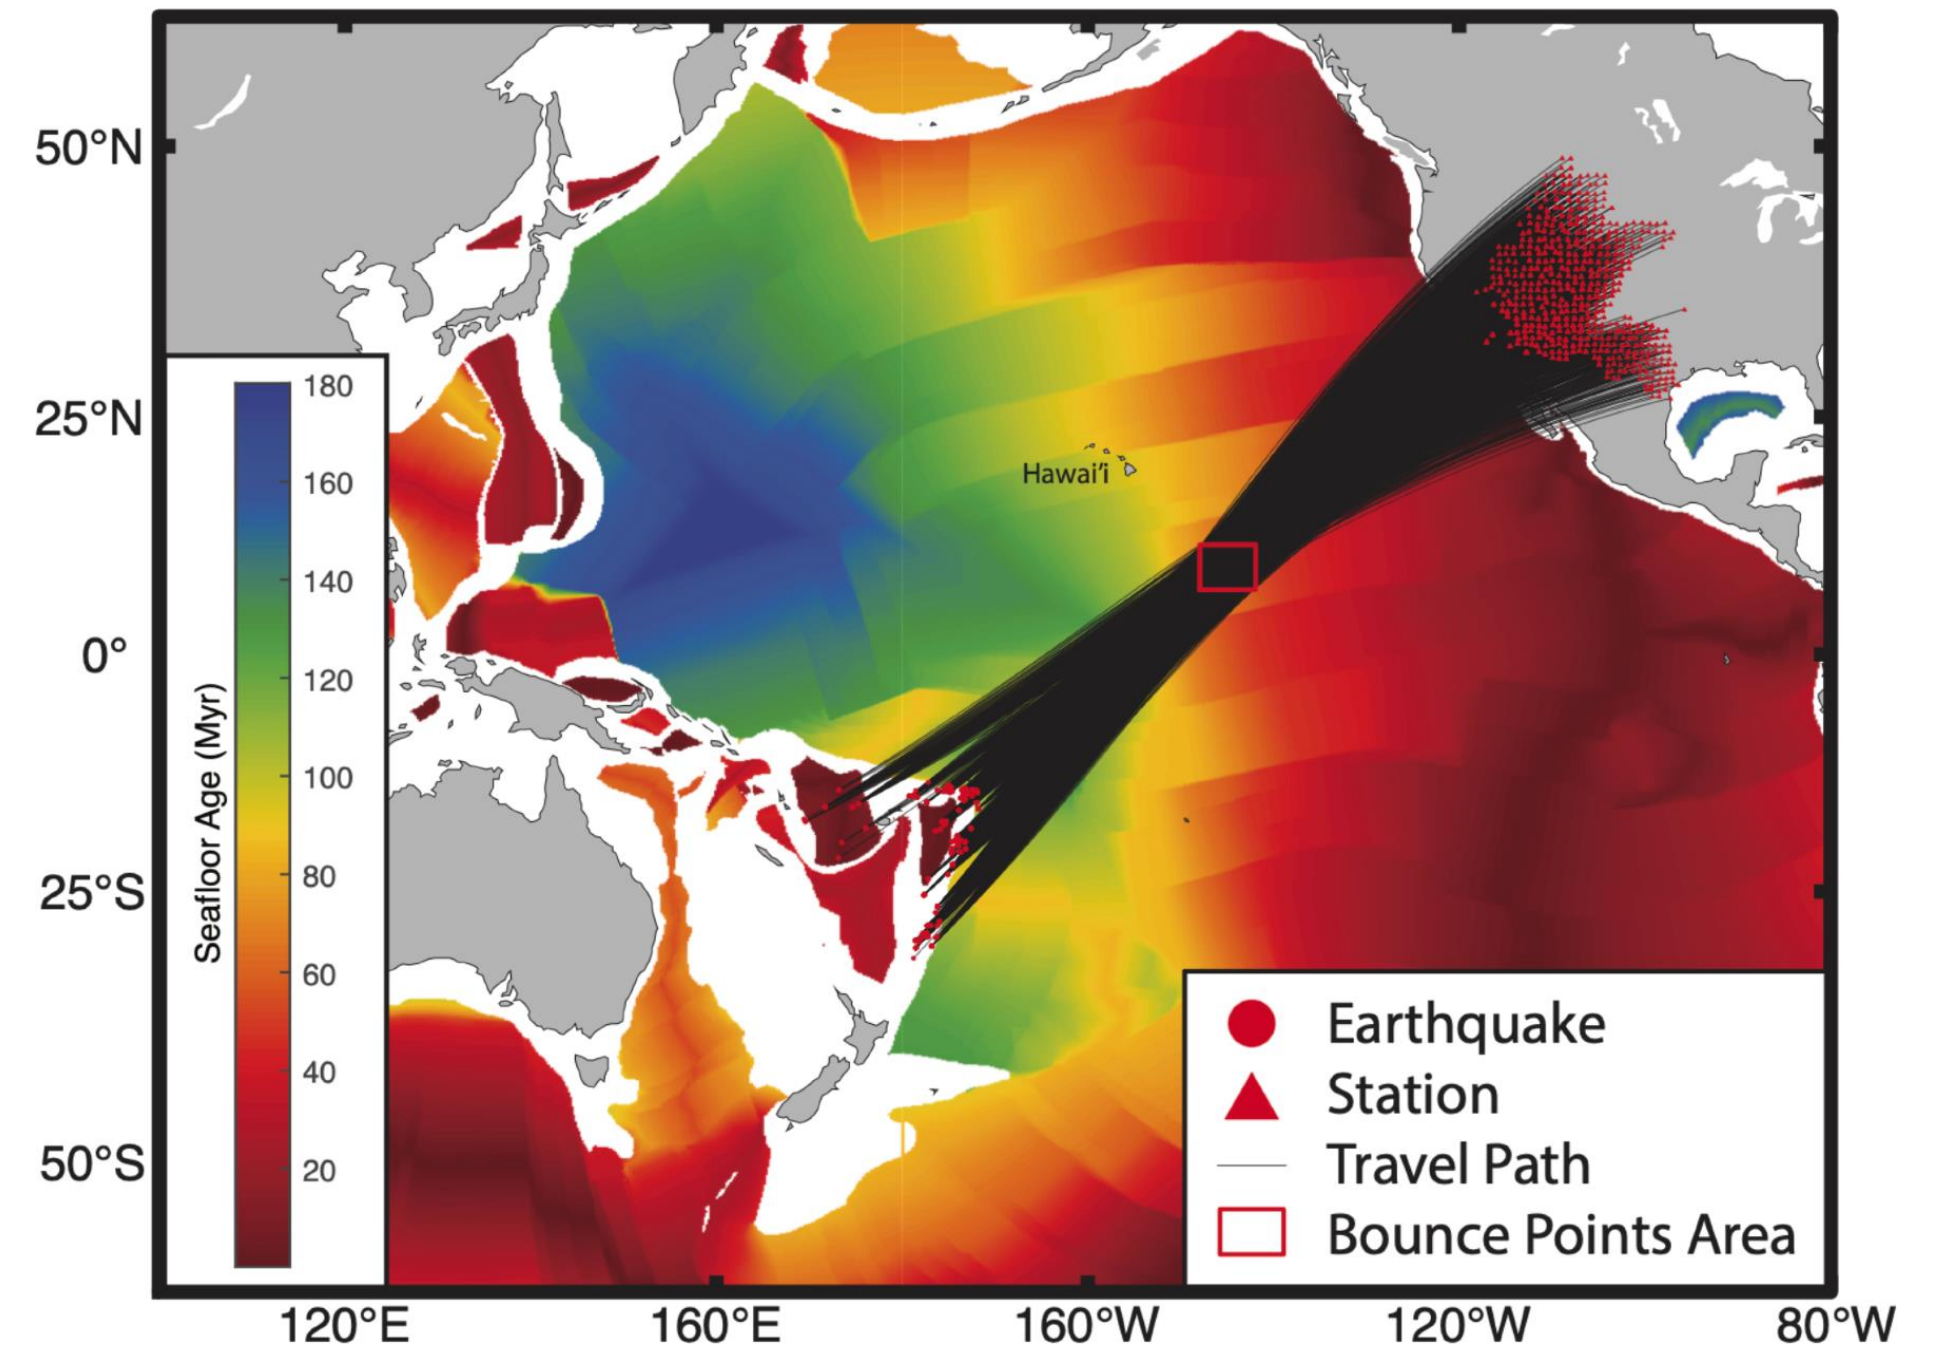 50°N
25°N
0°
25°S
50°S
Seafloor Age (Myr)
180
160
140
120
100
80
60
40
20
Hawai'i
Earthquake
Station
Travel Path
Bounce Points Area
120°E
160°E
160°W
120°W
80°W